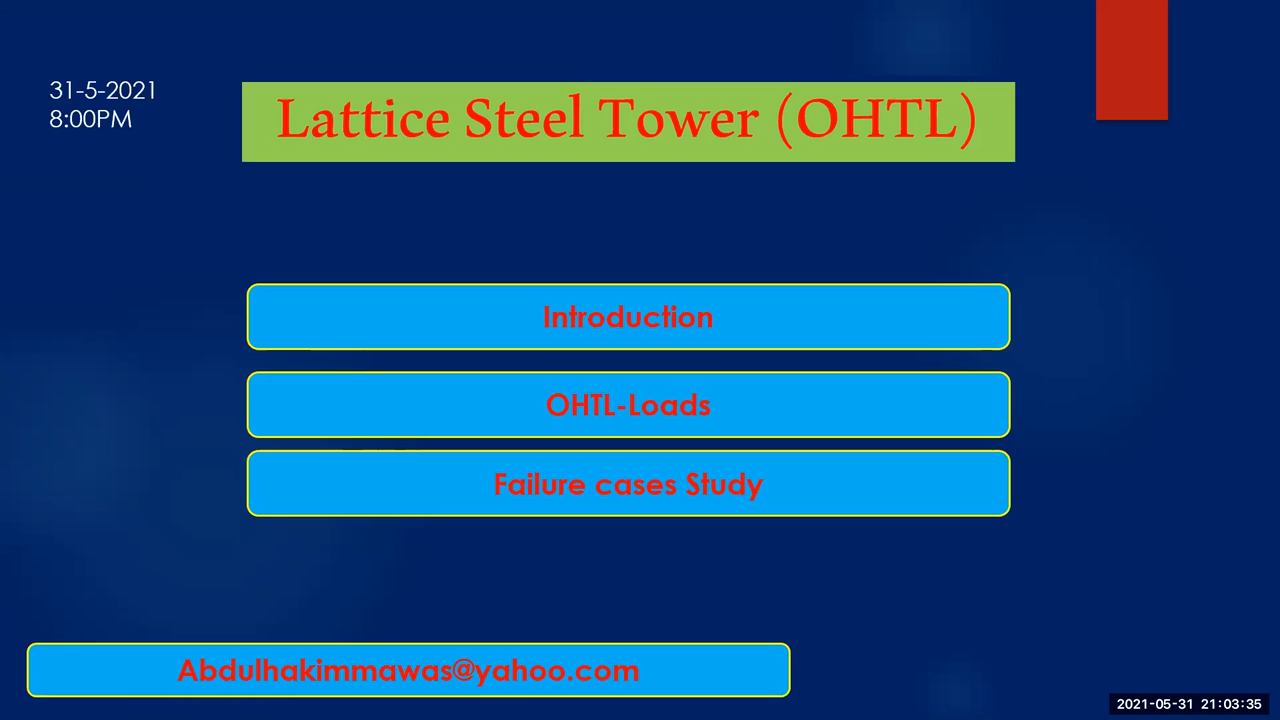 31-5-2021
8:00PM
Lattice Steel Tower (OHTL)
Introduction
OHTL-Loads
Failure cases Study
Abdulhakimmawas@yahoo.com
2021-05-31 21:03:35